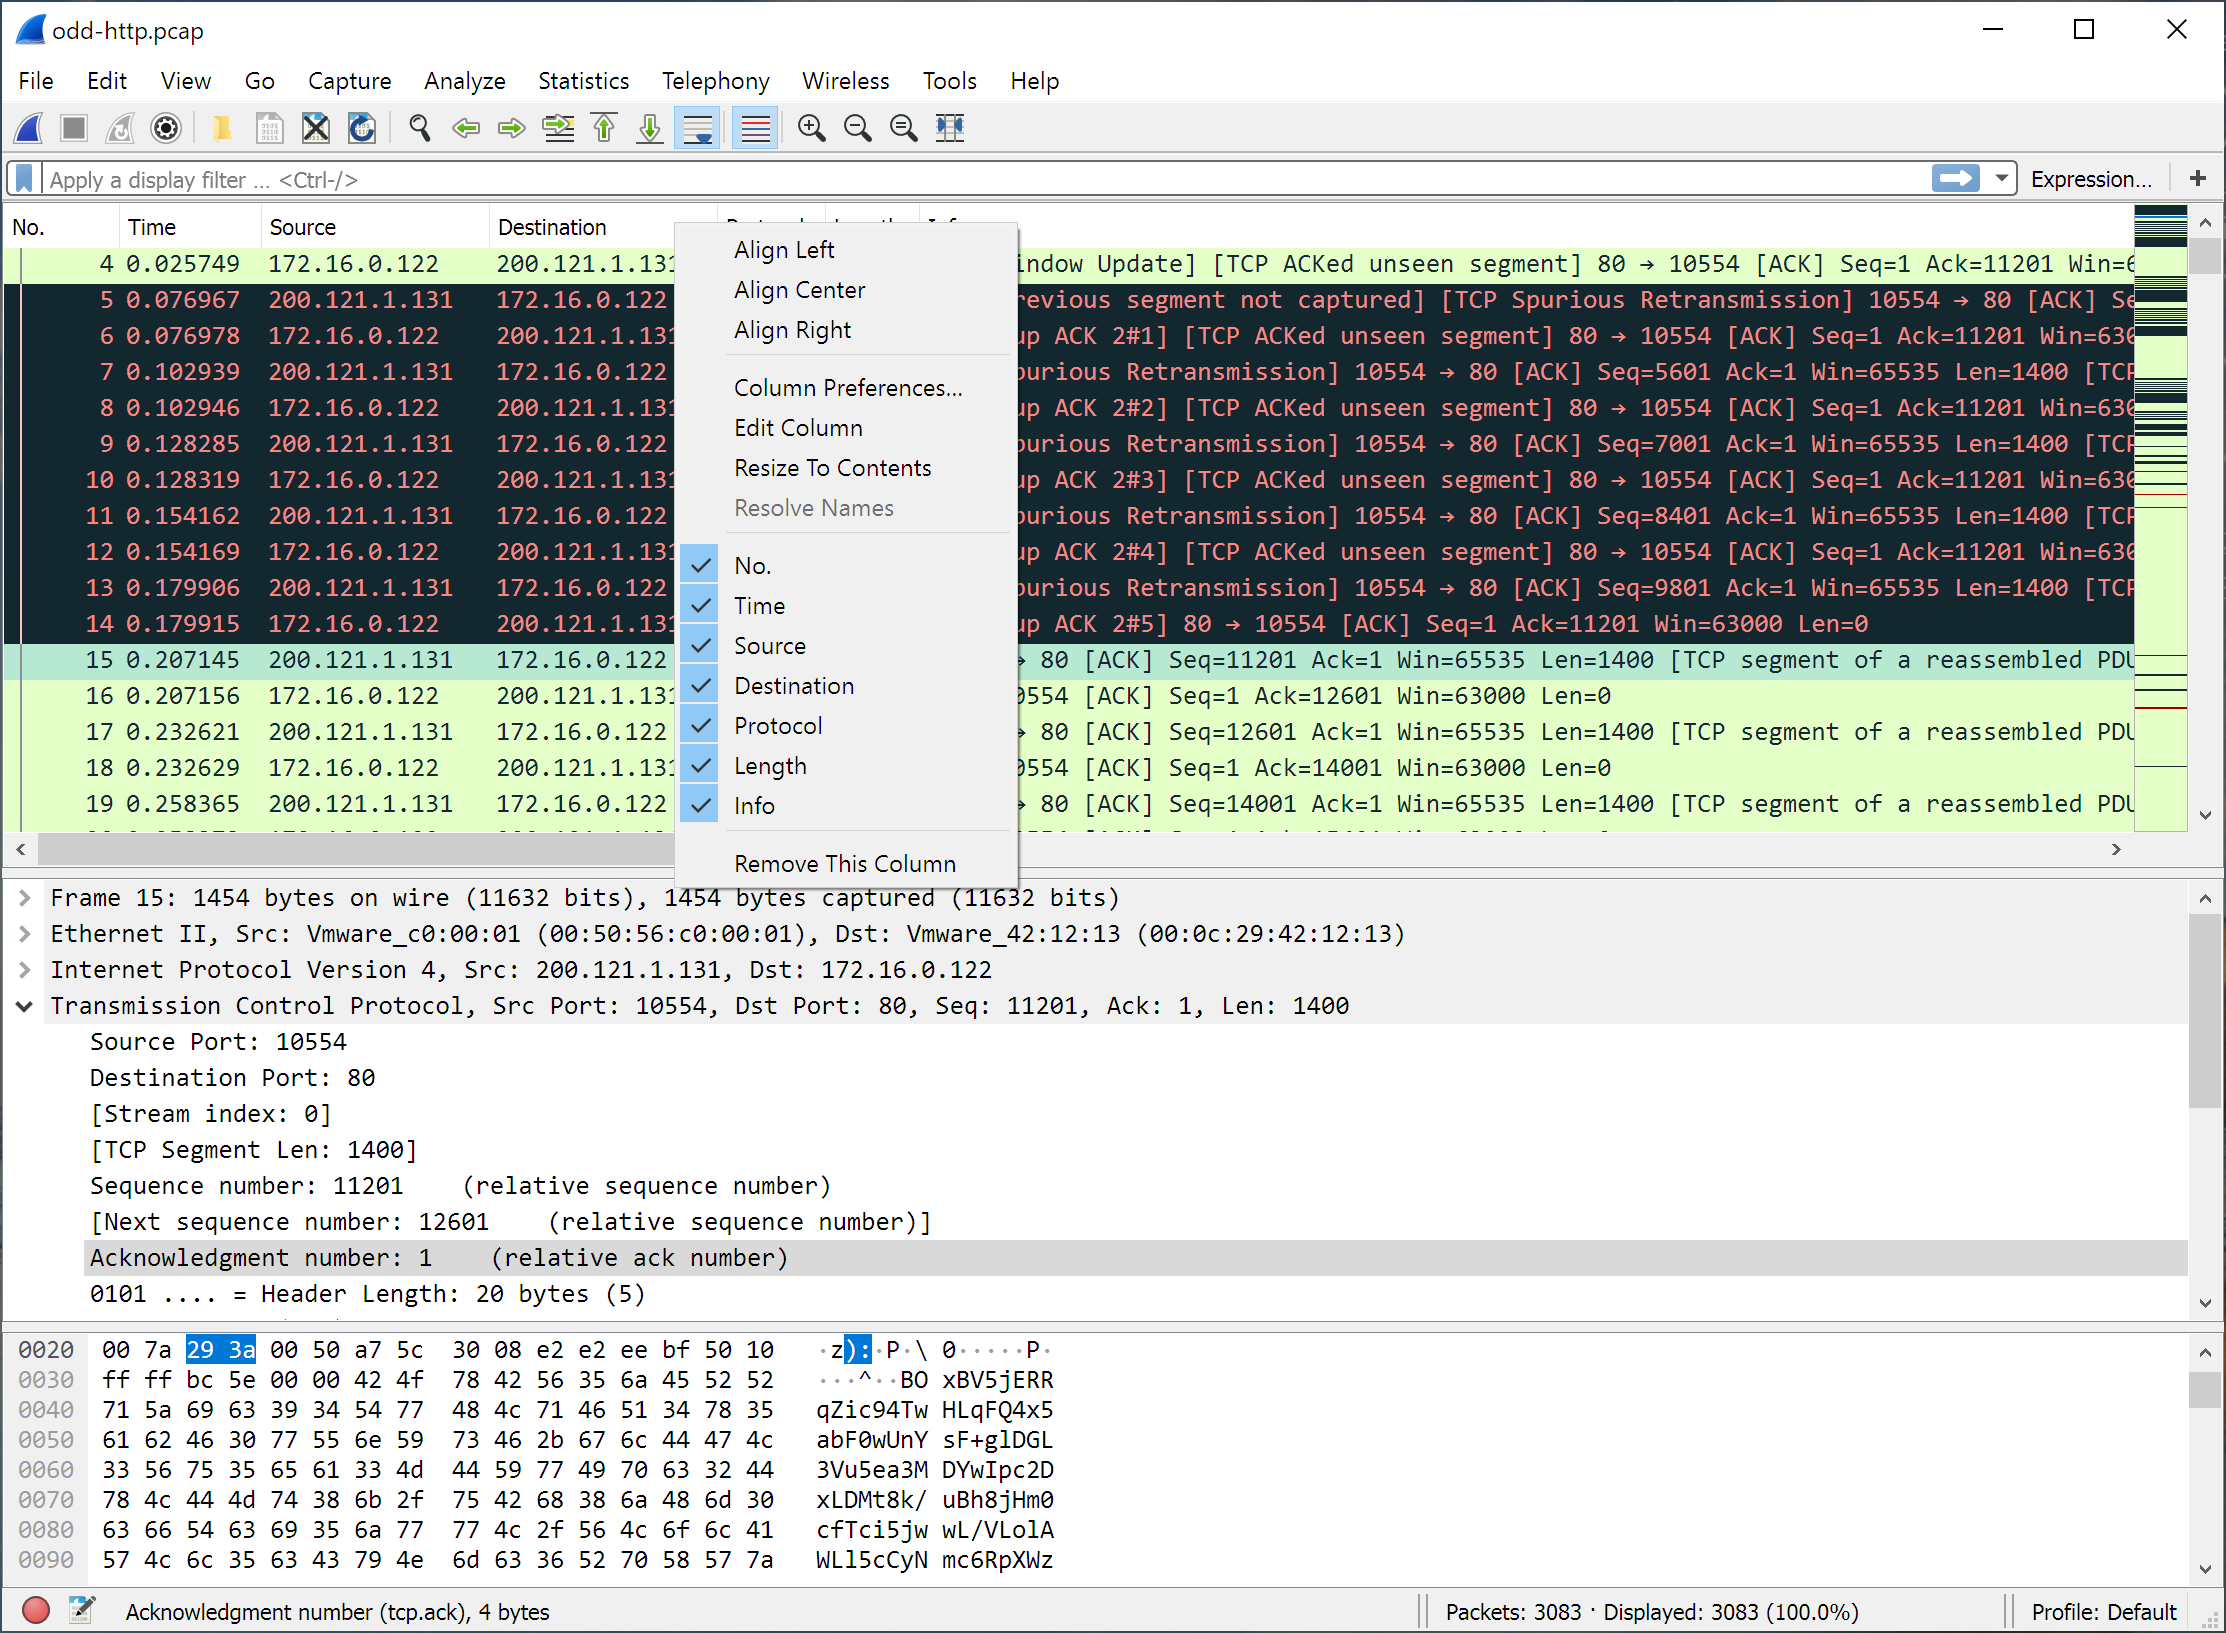 odd-http.pcap
File Edit View Go Capture Analyze Statistics Telephony Wireless Tools Help
Apply a display filter ... <Ctrl-/> Expression... +
No. Time Source Destination
4 0.025749 172.16.0.122 200.121.1.131 indow Update] [TCP ACKed unseen segment] 80 → 10554 [ACK] Seq=1 Ack=11201 Win=6
5 0.076967 200.121.1.131 172.16.0.122 revious segment not captured] [TCP Spurious Retransmission] 10554 → 80 [ACK] Se
6 0.076978 172.16.0.122 200.121.1.131 up ACK 2#1] [TCP ACKed unseen segment] 80 → 10554 [ACK] Seq=1 Ack=11201 Win=630
7 0.102939 200.121.1.131 172.16.0.122 purious Retransmission] 10554 → 80 [ACK] Seq=5601 Ack=1 Win=65535 Len=1400 [TCP
8 0.102946 172.16.0.122 200.121.1.131 up ACK 2#2] [TCP ACKed unseen segment] 80 → 10554 [ACK] Seq=1 Ack=11201 Win=630
9 0.128285 200.121.1.131 172.16.0.122 purious Retransmission] 10554 → 80 [ACK] Seq=7001 Ack=1 Win=65535 Len=1400 [TCP
10 0.128319 172.16.0.122 200.121.1.131 up ACK 2#3] [TCP ACKed unseen segment] 80 → 10554 [ACK] Seq=1 Ack=11201 Win=630
11 0.154162 200.121.1.131 172.16.0.122 purious Retransmission] 10554 → 80 [ACK] Seq=8401 Ack=1 Win=65535 Len=1400 [TCP
12 0.154169 172.16.0.122 200.121.1.131 up ACK 2#4] [TCP ACKed unseen segment] 80 → 10554 [ACK] Seq=1 Ack=11201 Win=630
13 0.179906 200.121.1.131 172.16.0.122 purious Retransmission] 10554 → 80 [ACK] Seq=9801 Ack=1 Win=65535 Len=1400 [TCP
14 0.179915 172.16.0.122 200.121.1.131 up ACK 2#5] 80 → 10554 [ACK] Seq=1 Ack=11201 Win=63000 Len=0
15 0.207145 200.121.1.131 172.16.0.122 → 80 [ACK] Seq=11201 Ack=1 Win=65535 Len=1400 [TCP segment of a reassembled PDU
16 0.207156 172.16.0.122 200.121.1.131 0554 [ACK] Seq=1 Ack=12601 Win=63000 Len=0
17 0.232621 200.121.1.131 172.16.0.122 → 80 [ACK] Seq=12601 Ack=1 Win=65535 Len=1400 [TCP segment of a reassembled PDU
18 0.232629 172.16.0.122 200.121.1.131 0554 [ACK] Seq=1 Ack=14001 Win=63000 Len=0
19 0.258365 200.121.1.131 172.16.0.122 → 80 [ACK] Seq=14001 Ack=1 Win=65535 Len=1400 [TCP segment of a reassembled PDU
Align Left
Align Center
Align Right
Column Preferences...
Edit Column
Resize To Contents
Resolve Names
No.
Time
Source
Destination
Protocol
Length
Info
Remove This Column
Frame 15: 1454 bytes on wire (11632 bits), 1454 bytes captured (11632 bits)
Ethernet II, Src: Vmware_c0:00:01 (00:50:56:c0:00:01), Dst: Vmware_42:12:13 (00:0c:29:42:12:13)
Internet Protocol Version 4, Src: 200.121.1.131, Dst: 172.16.0.122
Transmission Control Protocol, Src Port: 10554, Dst Port: 80, Seq: 11201, Ack: 1, Len: 1400
Source Port: 10554
Destination Port: 80
[Stream index: 0]
[TCP Segment Len: 1400]
Sequence number: 11201 (relative sequence number)
[Next sequence number: 12601 (relative sequence number)]
Acknowledgment number: 1 (relative ack number)
0101 .... = Header Length: 20 bytes (5)
0020 00 7a 29 3a 00 50 a7 5c 30 08 e2 e2 ee bf 50 10 ·z):·P·\ 0·····P·
0030 ff ff bc 5e 00 00 42 4f 78 42 56 35 6a 45 52 52 ···^··BO xBV5jERR
0040 71 5a 69 63 39 34 54 77 48 4c 71 46 51 34 78 35 qZic94Tw HLqFQ4x5
0050 61 62 46 30 77 55 6e 59 73 46 2b 67 6c 44 47 4c abF0wUnY sF+glDGL
0060 33 56 75 35 65 61 33 4d 44 59 77 49 70 63 32 44 3Vu5ea3M DYwIpc2D
0070 78 4c 44 4d 74 38 6b 2f 75 42 68 38 6a 48 6d 30 xLDMt8k/ uBh8jHm0
0080 63 66 54 63 69 35 6a 77 77 4c 2f 56 4c 6f 6c 41 cfTci5jw wL/VLolA
0090 57 4c 6c 35 63 43 79 4e 6d 63 36 52 70 58 57 7a WLl5cCyN mc6RpXWz
Acknowledgment number (tcp.ack), 4 bytes Packets: 3083 · Displayed: 3083 (100.0%) Profile: Default